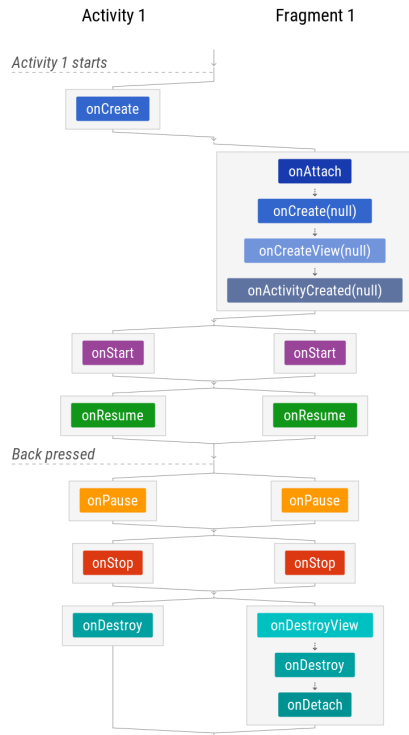 Activity 1 Fragment 1
Activity 1 starts
onCreate
onAttach
onCreate(null)
onCreateView(null)
onActivityCreated(null)
onStart onStart
onResume onResume
Back pressed
onPause onPause
onStop onStop
onDestroy onDestroyView
onDestroy
onDetach